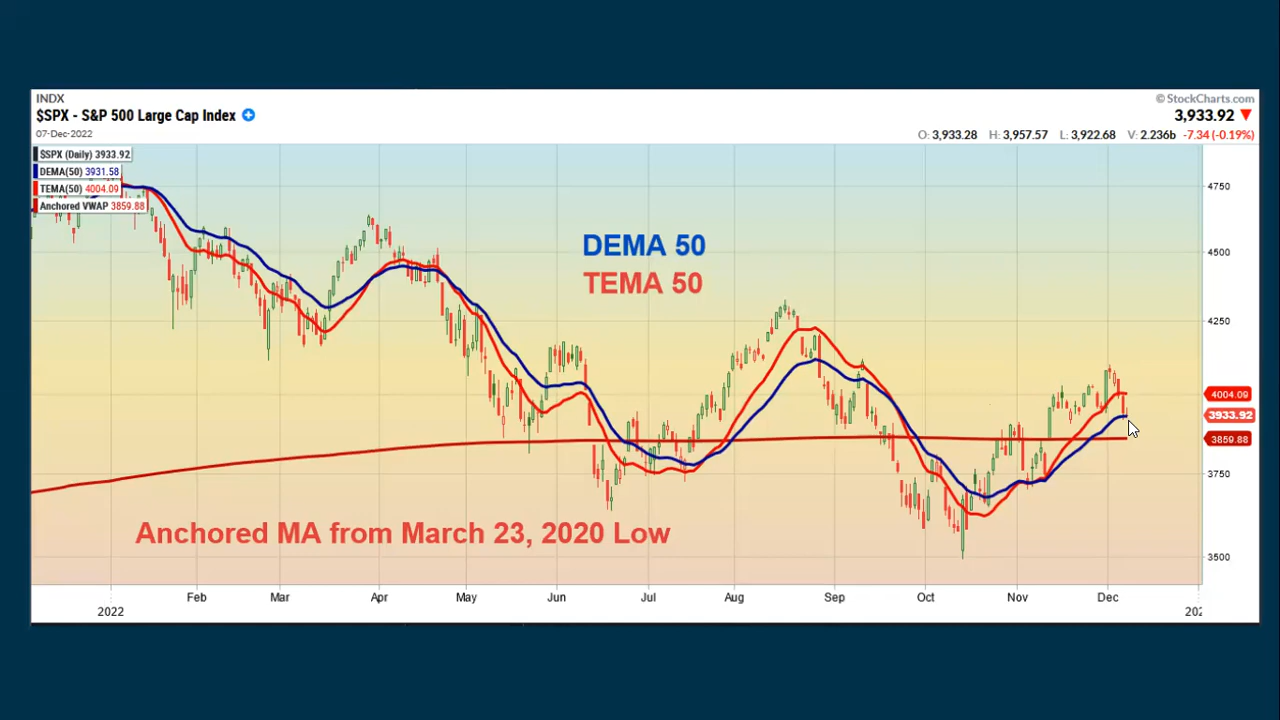 INDX
© StockCharts.com
$SPX - S&P 500 Large Cap Index
3,933.92
07-Dec-2022
O: 3,933.28 H: 3,957.57 L: 3,922.68 V: 2.236b -7.34 (-0.19%)
$SPX (Daily) 3933.92
DEMA(50) 3931.58
TEMA(50) 4004.09
Anchored VWAP 3859.88
4750
DEMA 50
4500
TEMA 50
4250
4004.09
3933.92
3859.88
3750
Anchored MA from March 23, 2020 Low
3500
Feb Mar Apr May Jun Jul Aug Sep Oct Nov Dec
2022 202